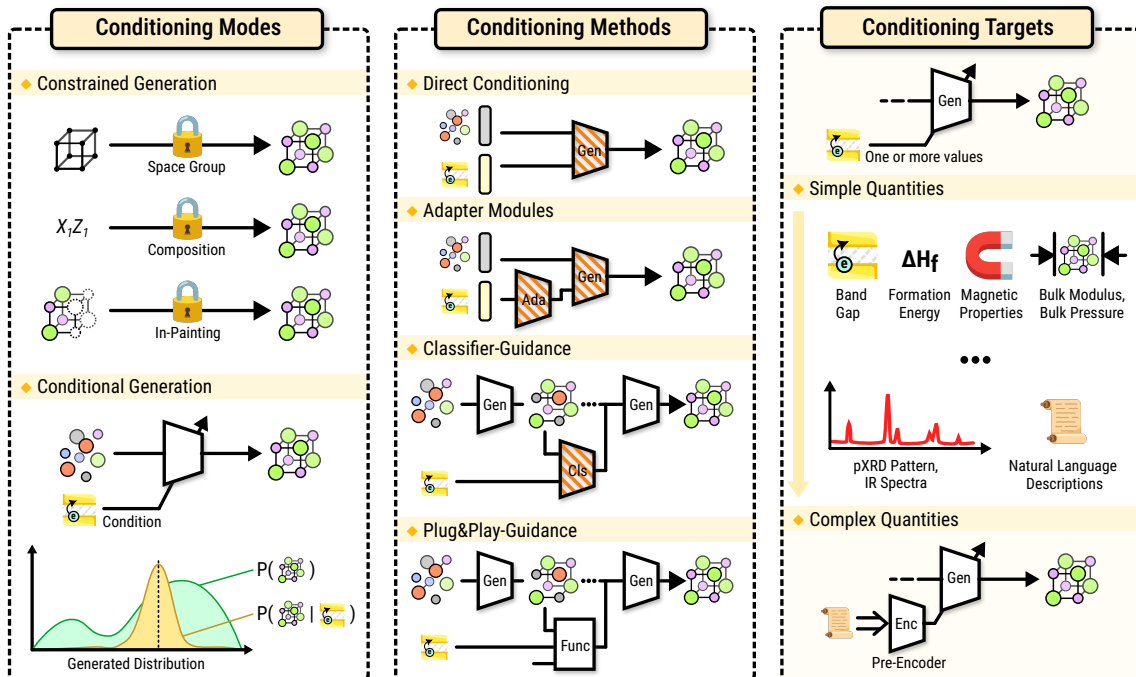 Conditioning Modes
Constrained Generation
Space Group
X₁Z₁
Composition
In-Painting
Conditional Generation
e
Condition
P( )
P( | e )
Generated Distribution
Conditioning Methods
Direct Conditioning
e
Gen
Adapter Modules
e
Ada
Gen
Classifier-Guidance
Gen
Gen
Cls
e
Plug&Play-Guidance
Gen
Gen
Func
e
Conditioning Targets
Gen
e
One or more values
Simple Quantities
e
ΔHf
Band
Gap
Formation
Energy
Magnetic
Properties
Bulk Modulus,
Bulk Pressure
pXRD Pattern,
IR Spectra
Natural Language
Descriptions
Complex Quantities
Gen
Enc
Pre-Encoder